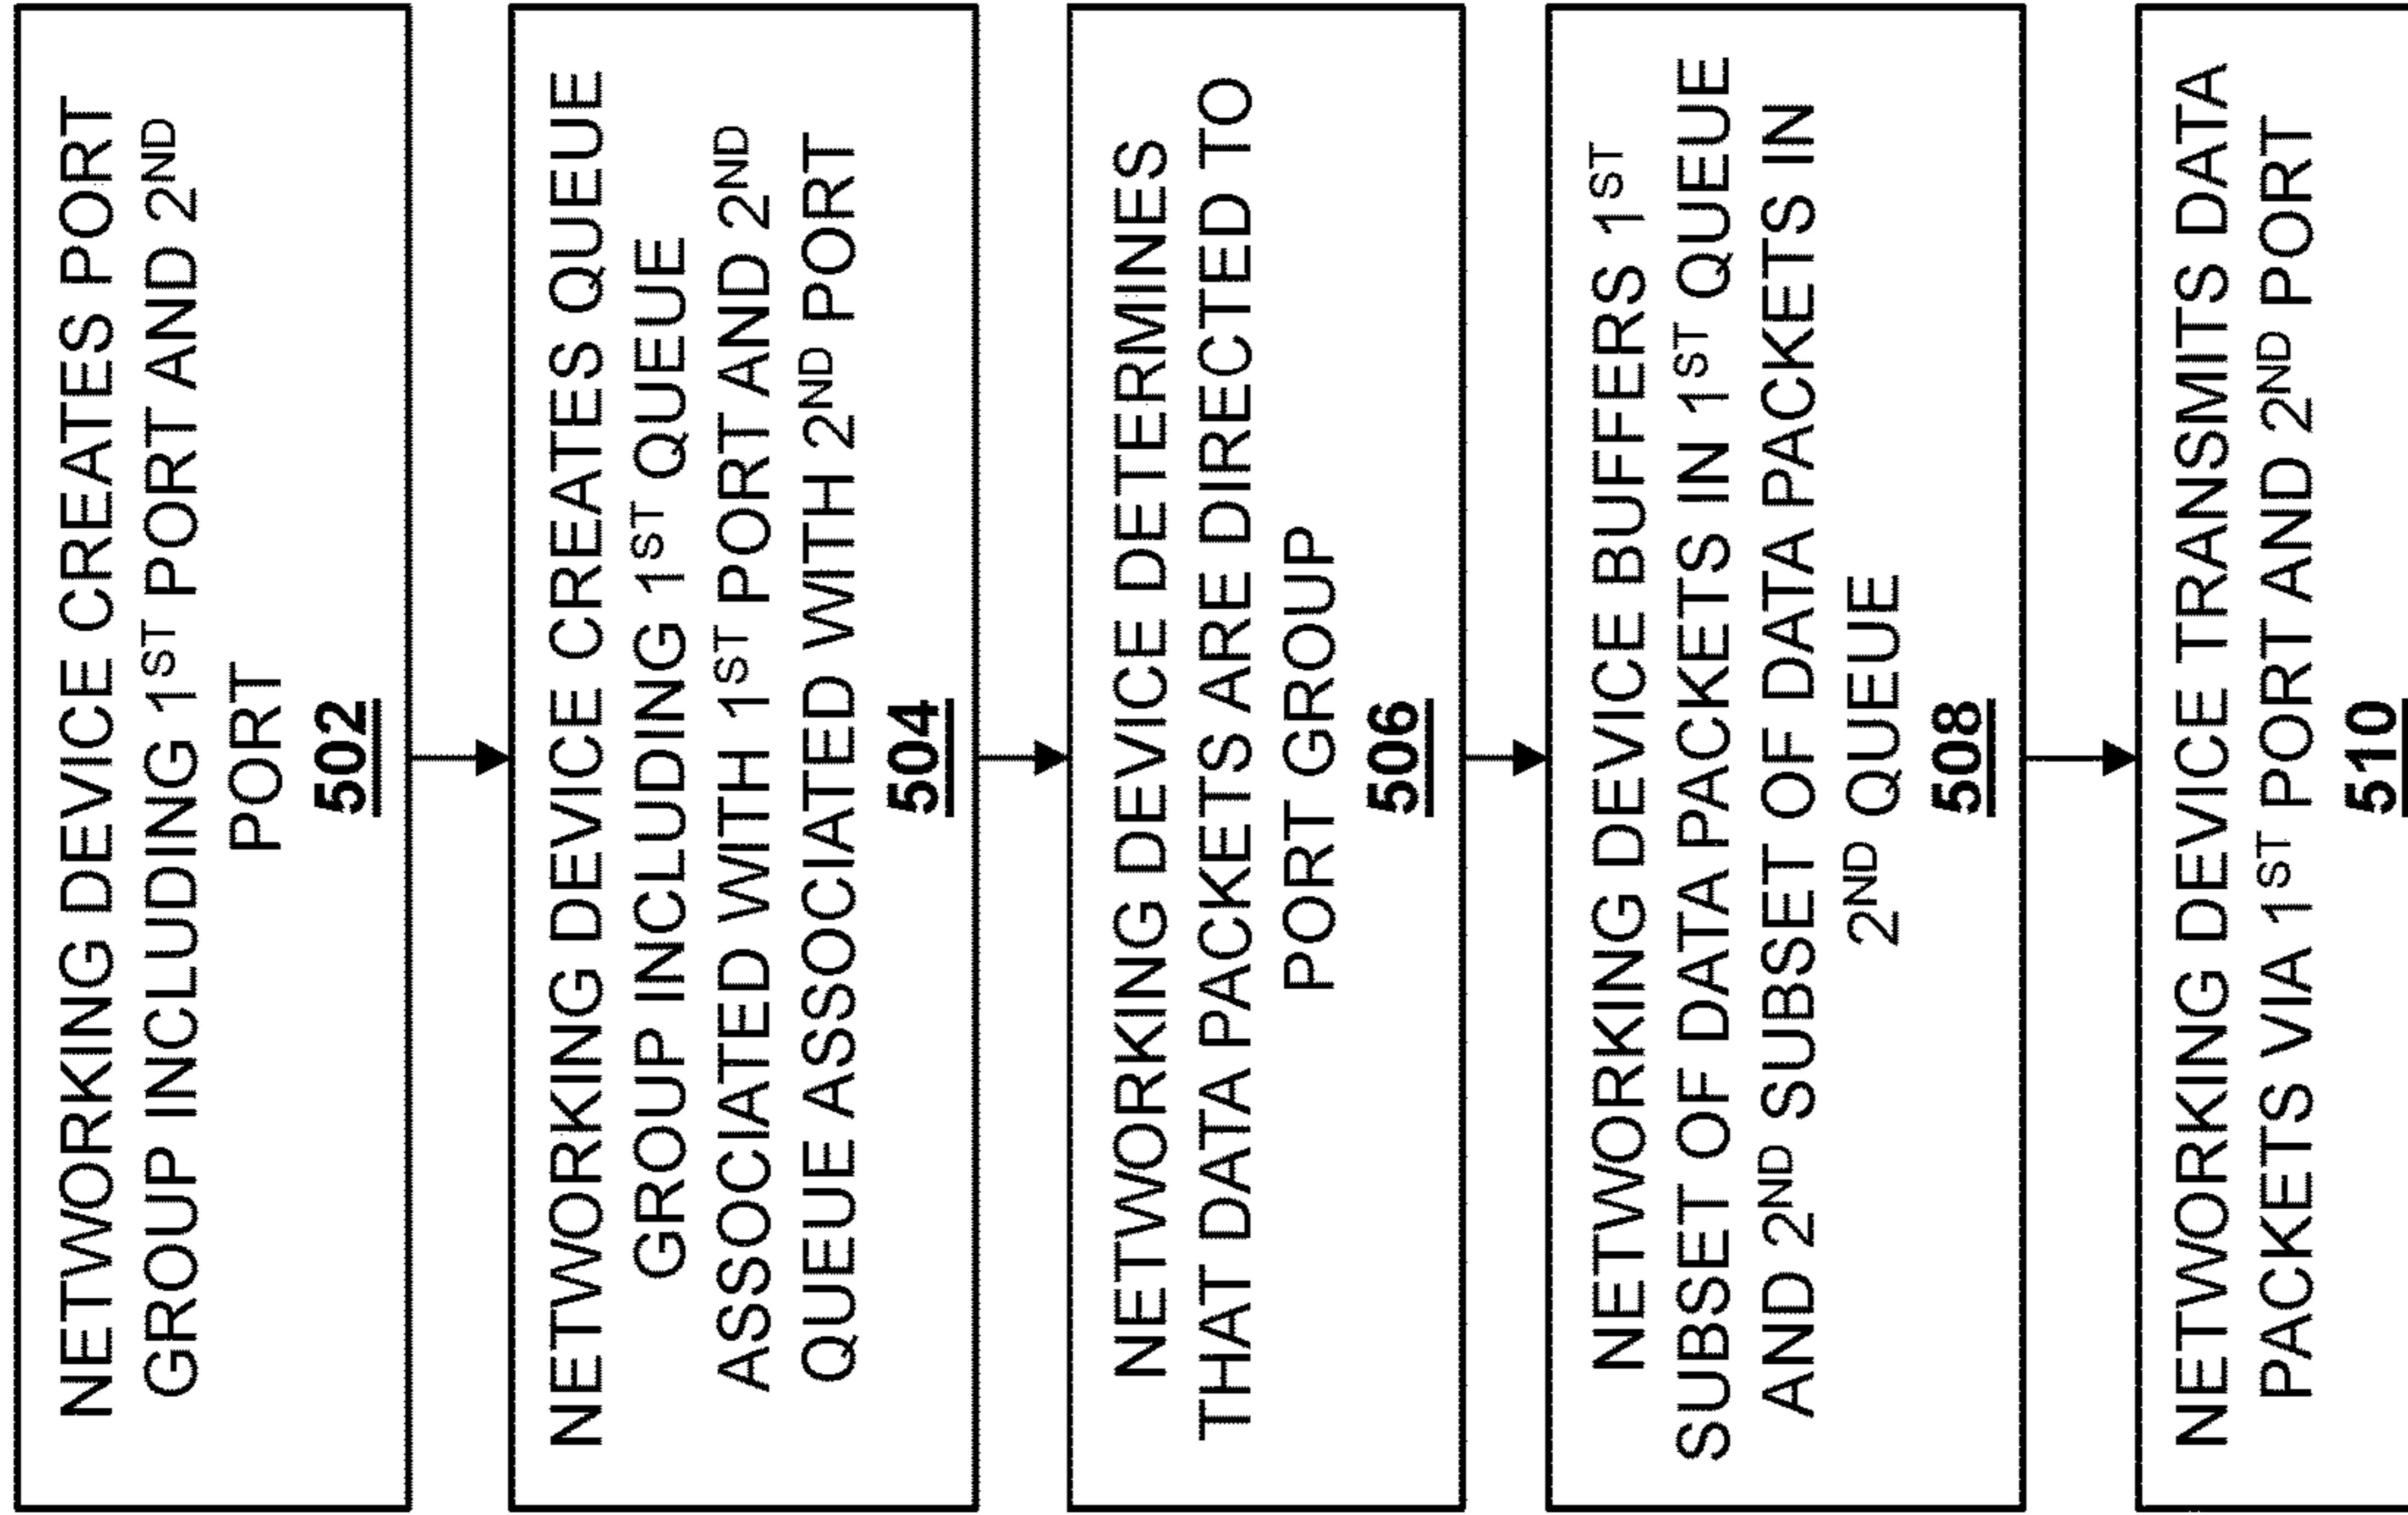 NETWORKING DEVICE CREATES PORT
GROUP INCLUDING 1ST PORT AND 2ND
PORT
502
NETWORKING DEVICE CREATES QUEUE
GROUP INCLUDING 1ST QUEUE
ASSOCIATED WITH 1ST PORT AND 2ND
QUEUE ASSOCIATED WITH 2ND PORT
504
NETWORKING DEVICE DETERMINES
THAT DATA PACKETS ARE DIRECTED TO
PORT GROUP
506
NETWORKING DEVICE BUFFERS 1ST
SUBSET OF DATA PACKETS IN 1ST QUEUE
AND 2ND SUBSET OF DATA PACKETS IN
2ND QUEUE
508
NETWORKING DEVICE TRANSMITS DATA
PACKETS VIA 1ST PORT AND 2ND PORT
510